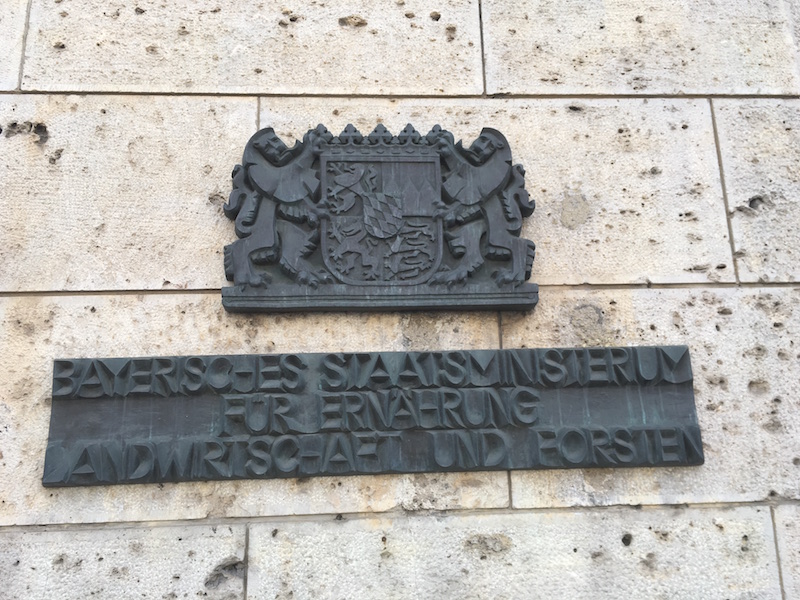 BAYERISCHES STAATSMINISTERIUM
FÜR ERNÄHRUNG
LANDWIRTSCHAFT UND FORSTEN